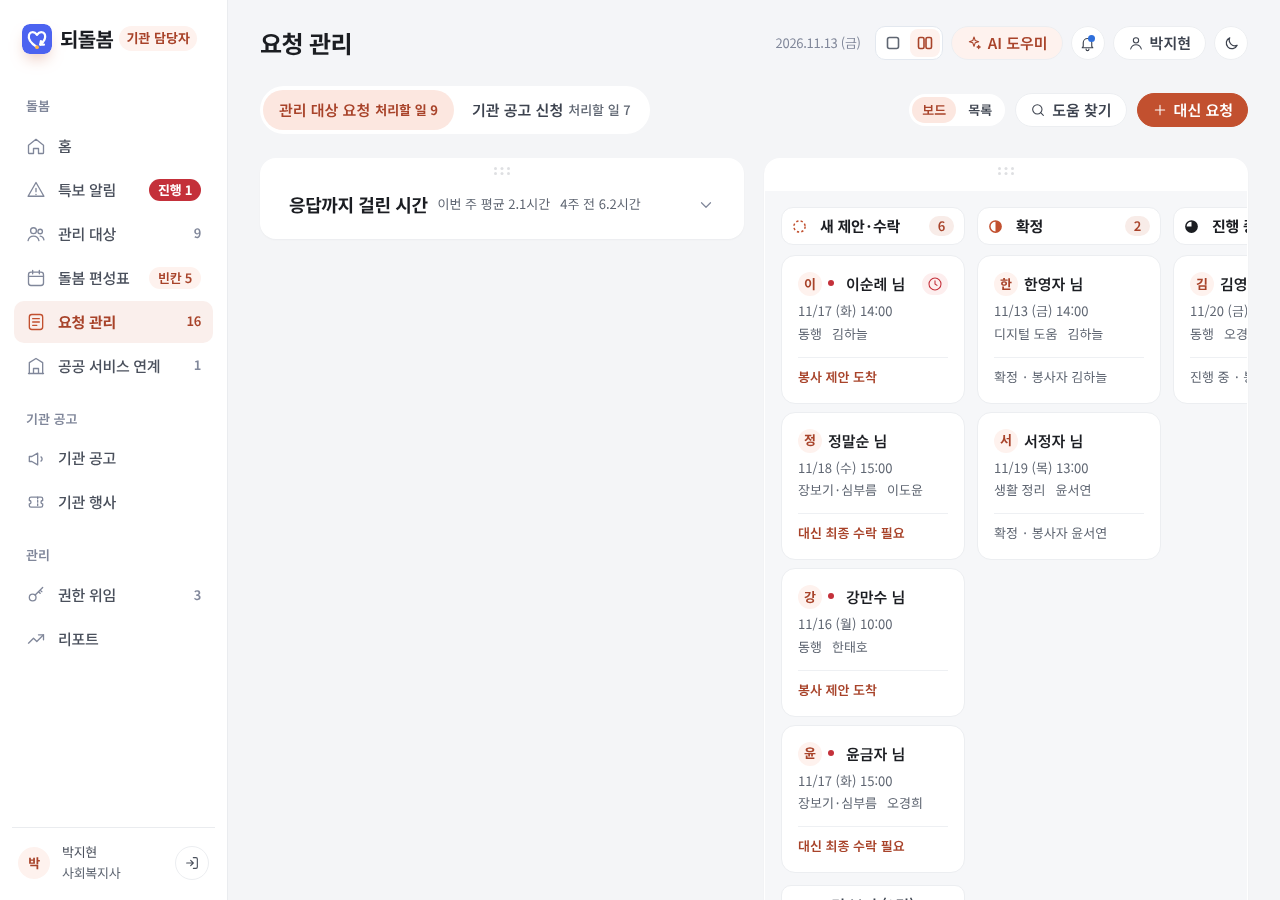 되돌봄 기관 담당자
돌봄
홈
특보 알림 진행 1
관리 대상 9
돌봄 편성표 빈칸 5
요청 관리 16
공공 서비스 연계 1
기관 공고
기관 공고
기관 행사
관리
권한 위임 3
리포트
박 박지현
사회복지사
요청 관리
2026.11.13 (금) AI 도우미 박지현
관리 대상 요청 처리할 일 9 기관 공고 신청 처리할 일 7
보드 목록 도움 찾기 대신 요청
응답까지 걸린 시간 이번 주 평균 2.1시간 4주 전 6.2시간
새 제안·수락 6
이 이순례 님
11/17 (화) 14:00
동행 김하늘
봉사 제안 도착
정 정말순 님
11/18 (수) 15:00
장보기·심부름 이도윤
대신 최종 수락 필요
강 강만수 님
11/16 (월) 10:00
동행 한태호
봉사 제안 도착
윤 윤금자 님
11/17 (화) 15:00
장보기·심부름 오경희
대신 최종 수락 필요
확정 2
한 한영자 님
11/13 (금) 14:00
디지털 도움 김하늘
확정 · 봉사자 김하늘
서 서정자 님
11/19 (목) 13:00
생활 정리 윤서연
확정 · 봉사자 윤서연
진행
김 김영
11/20 (금)
동행 오경
진행 중 ·